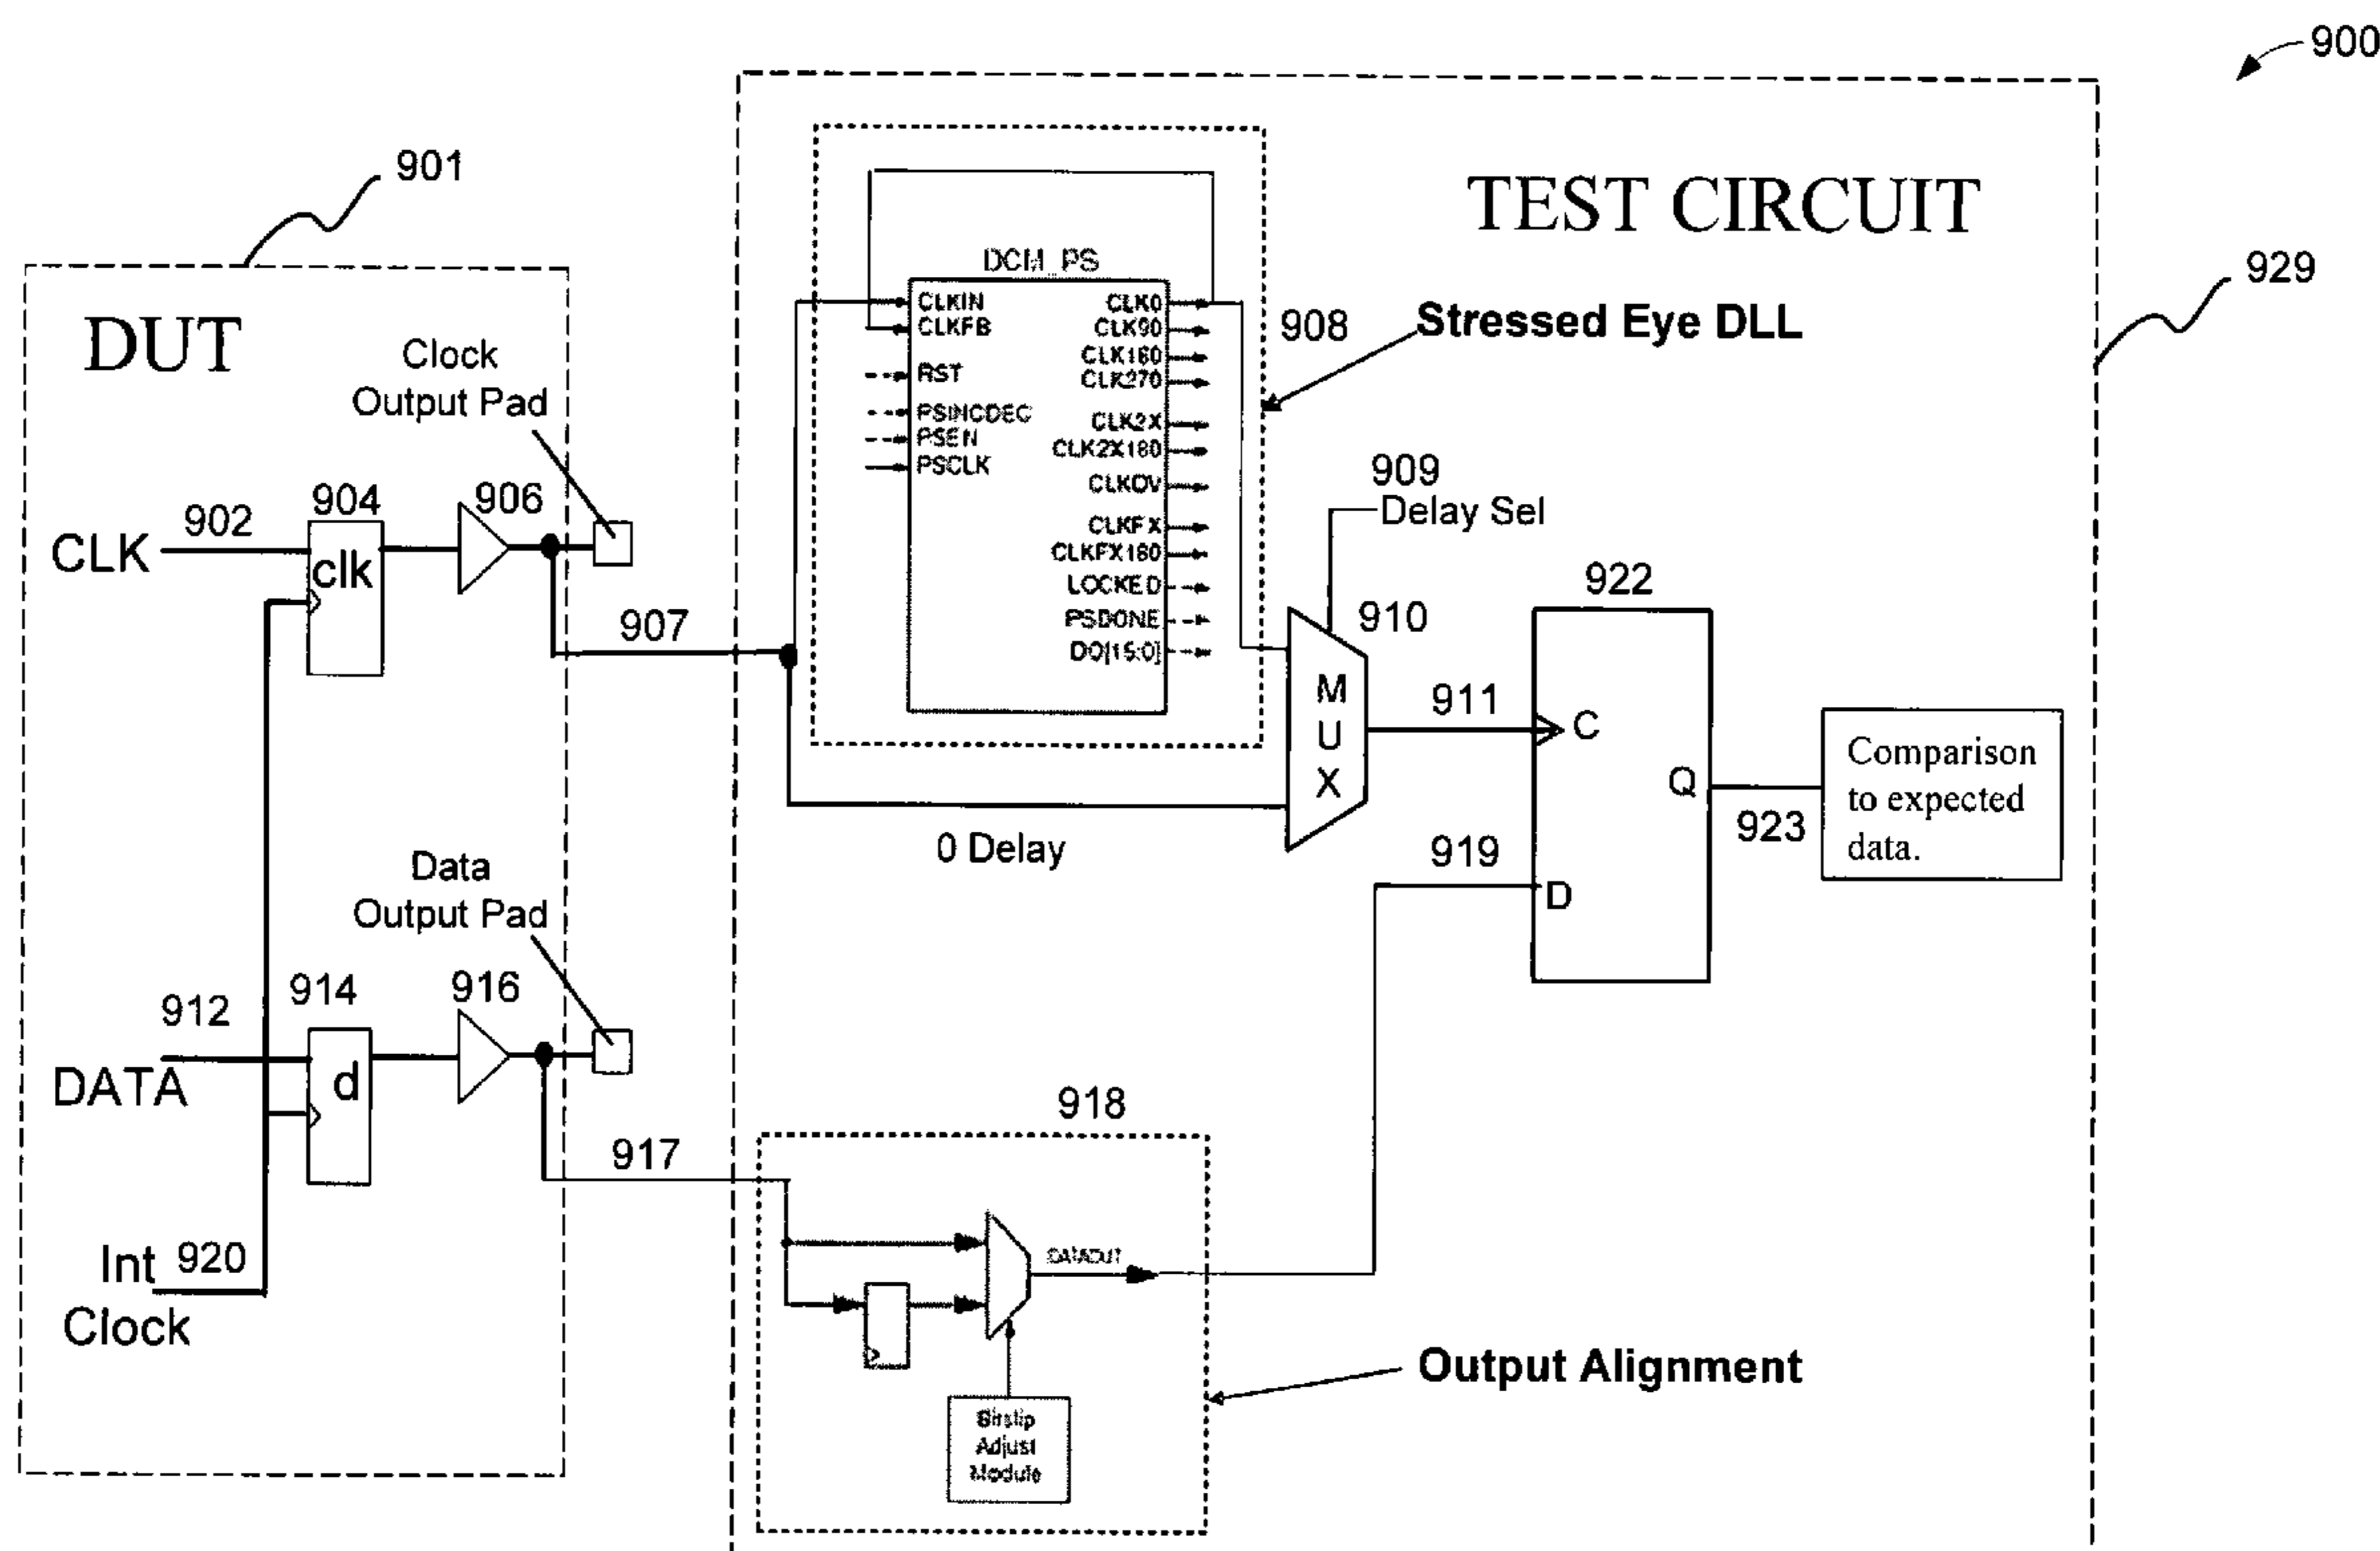 900
901
TEST CIRCUIT
929
DUT
Clock
Output Pad
DCM_PS
CLKIN
CLKFB
RST
PSINCDEC
PSEN
PSCLK
CLK0
CLK90
CLK180
CLK270
CLK2X
CLK2X180
CLKDV
CLKFX
CLKFX180
LOCKED
PSDONE
DO[15:0]
908
Stressed Eye DLL
909
Delay Sel
CLK
902
904
clk
906
907
910
M
U
X
911
922
C
Q
D
923
Comparison
to expected
data.
0 Delay
919
Data
Output Pad
912
DATA
914
d
916
917
918
DATAOUT
Bitslip
Adjust
Module
Output Alignment
Int
920
Clock